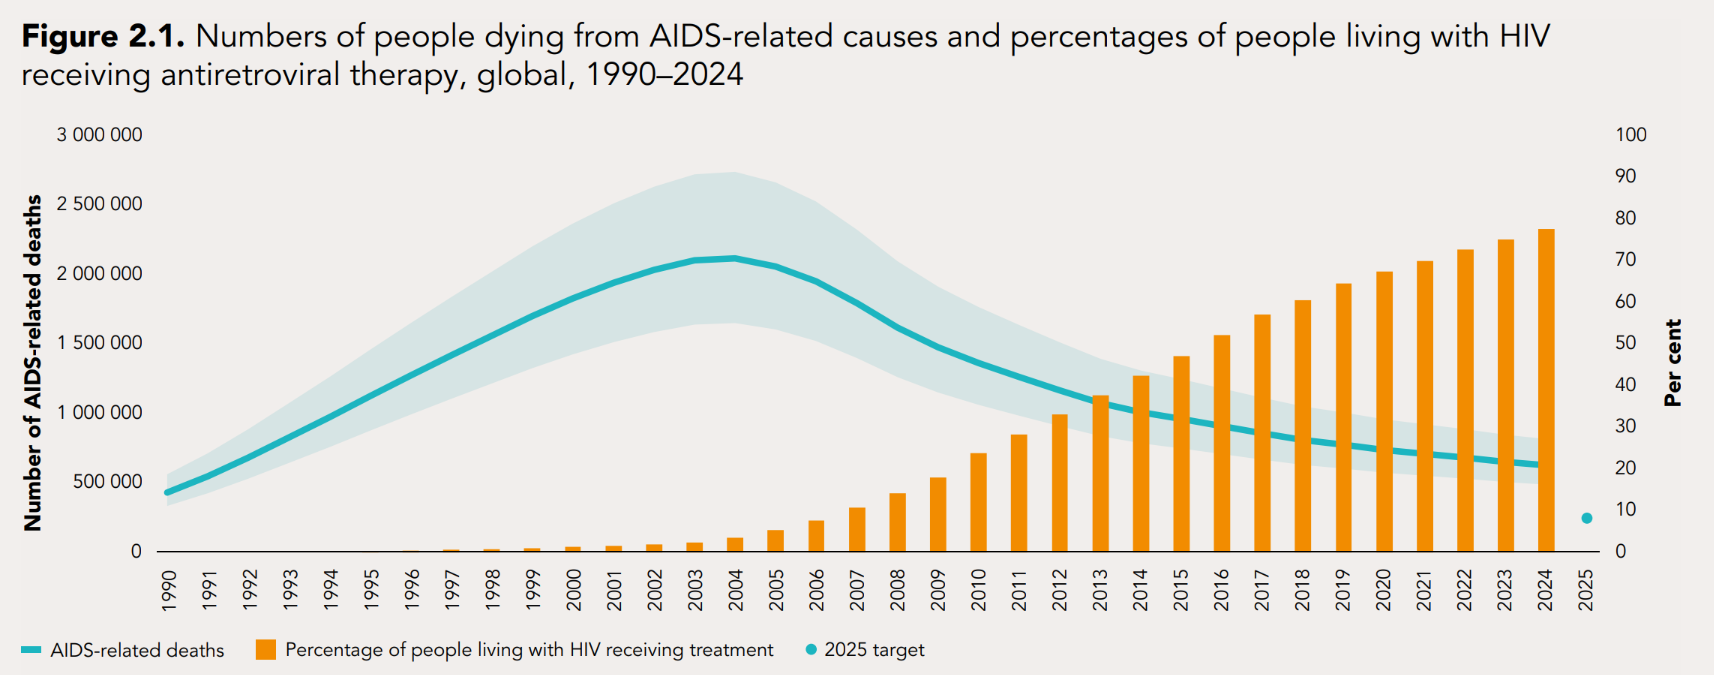 Figure 2.1. Numbers of people dying from AIDS-related causes and percentages of people living with HIV
receiving antiretroviral therapy, global, 1990–2024
Number of AIDS-related deaths
3 000 000
2 500 000
2 000 000
1 500 000
1 000 000
500 000
0
100
90
80
70
60
50
40
30
20
10
0
Per cent
1990 1991 1992 1993 1994 1995 1996 1997 1998 1999 2000 2001 2002 2003 2004 2005 2006 2007 2008 2009 2010 2011 2012 2013 2014 2015 2016 2017 2018 2019 2020 2021 2022 2023 2024 2025
AIDS-related deaths Percentage of people living with HIV receiving treatment 2025 target